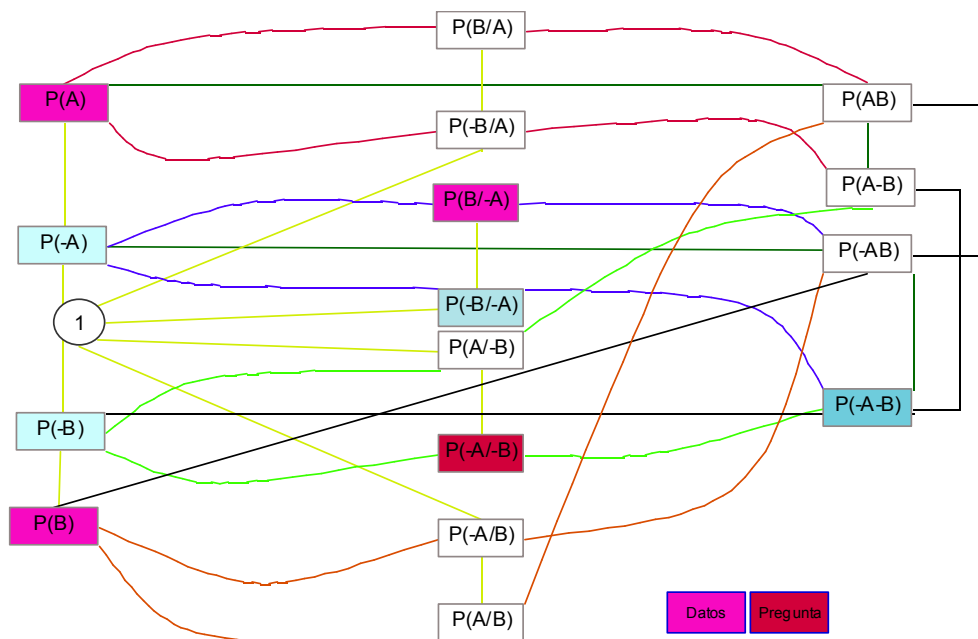 P(B/A)
P(A)
P(AB)
P(-B/A)
P(A-B)
P(B/-A)
P(-A)
P(-AB)
P(-B/-A)
1
P(A/-B)
P(-A-B)
P(-B)
P(-A/-B)
P(B)
P(-A/B)
P(A/B)
Datos
Pregunta